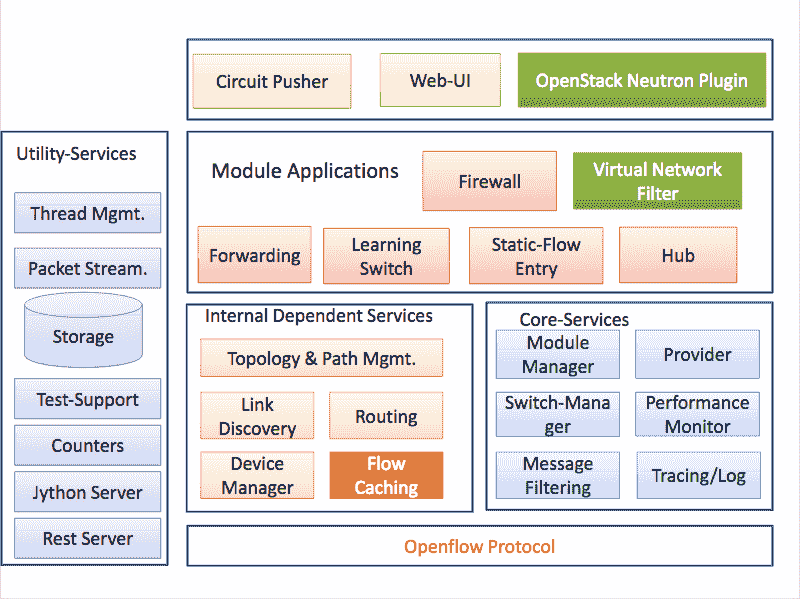 Circuit Pusher
Web-UI
OpenStack Neutron Plugin
Utility-Services
Thread Mgmt.
Packet Stream.
Storage
Test-Support
Counters
Jython Server
Rest Server
Module Applications
Firewall
Virtual Network
Filter
Forwarding
Learning
Switch
Static-Flow
Entry
Hub
Internal Dependent Services
Topology & Path Mgmt.
Link
Discovery
Routing
Device
Manager
Flow
Caching
Core-Services
Module
Manager
Provider
Switch-Mana
ger
Performance
Monitor
Message
Filtering
Tracing/Log
Openflow Protocol